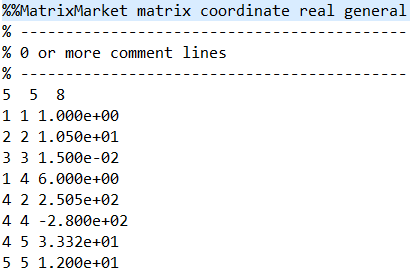 %%MatrixMarket matrix coordinate real general
% -----------------------------------------
% 0 or more comment lines
% -----------------------------------------
5  5  8
1 1 1.000e+00
2 2 1.050e+01
3 3 1.500e-02
1 4 6.000e+00
4 2 2.505e+02
4 4 -2.800e+02
4 5 3.332e+01
5 5 1.200e+01